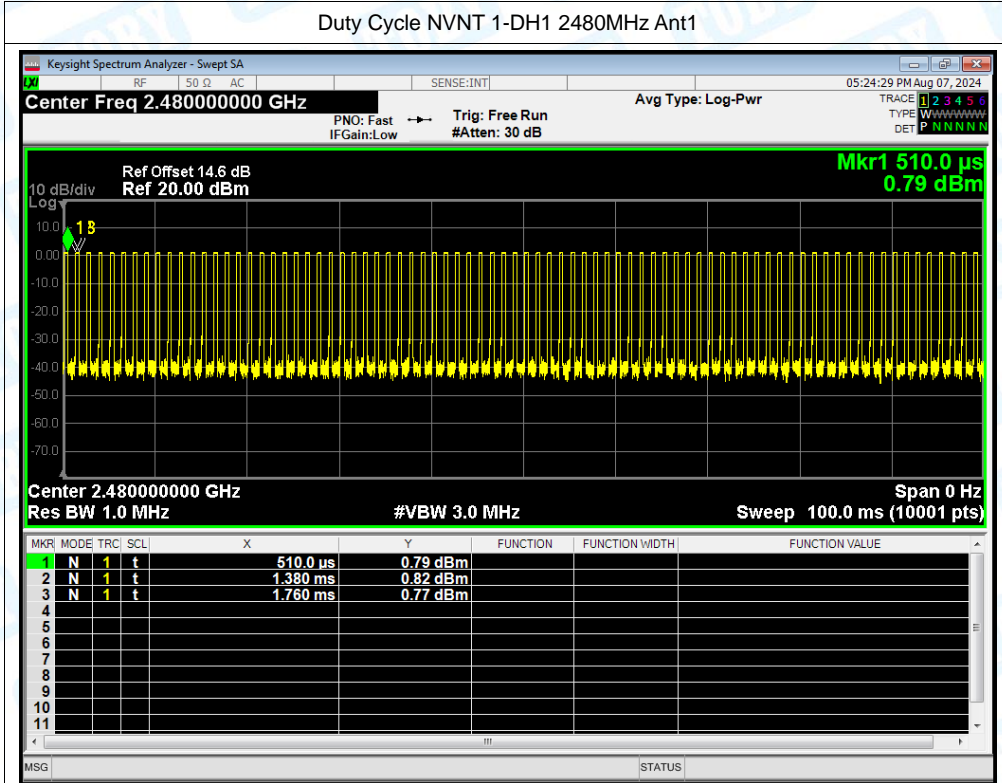 Duty Cycle NVNT 1-DH1 2480MHz Ant1
Keysight Spectrum Analyzer - Swept SA
LXI RF 50 Ω AC SENSE:INT 05:24:29 PM Aug 07, 2024
Center Freq 2.480000000 GHz
PNO: Fast
IFGain:Low
Trig: Free Run
#Atten: 30 dB
Avg Type: Log-Pwr
TRACE 1 2 3 4 5 6
TYPE WWWWWWW
DET P N N N N N
Mkr1 510.0 µs
0.79 dBm
Ref Offset 14.6 dB
10 dB/div Ref 20.00 dBm
Log
10.0
0.00
-10.0
-20.0
-30.0
-40.0
-50.0
-60.0
-70.0
1
3
Center 2.480000000 GHz Span 0 Hz
Res BW 1.0 MHz #VBW 3.0 MHz Sweep 100.0 ms (10001 pts)
MKR MODE TRC SCL X Y FUNCTION FUNCTION WIDTH FUNCTION VALUE
1 N 1 t 510.0 µs 0.79 dBm
2 N 1 t 1.380 ms 0.82 dBm
3 N 1 t 1.760 ms 0.77 dBm
4
5
6
7
8
9
10
11
MSG STATUS